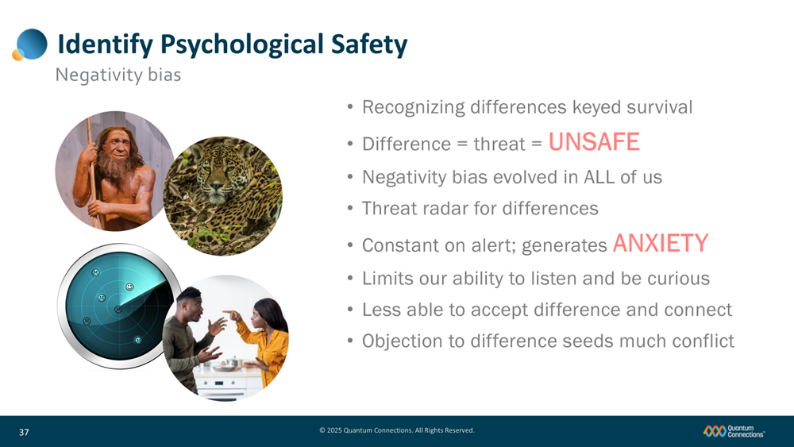 Identify Psychological Safety
Negativity bias
• Recognizing differences keyed survival
• Difference = threat = UNSAFE
• Negativity bias evolved in ALL of us
• Threat radar for differences
• Constant on alert; generates ANXIETY
• Limits our ability to listen and be curious
• Less able to accept difference and connect
• Objection to difference seeds much conflict
37
© 2025 Quantum Connections. All Rights Reserved.
Quantum
Connections™